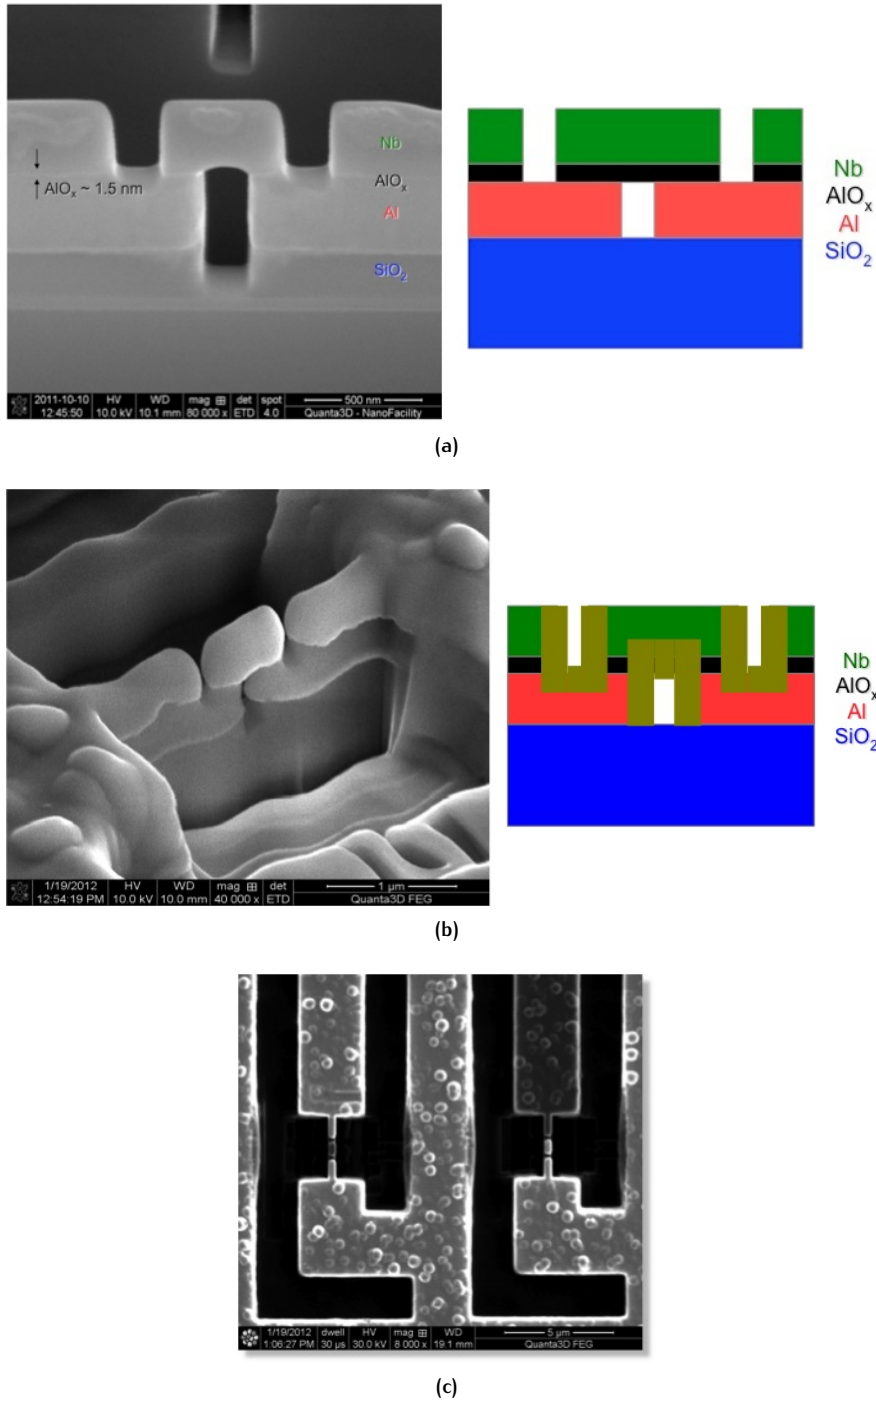 Nb
AlOx
AlOx ~ 1.5 nm
Al
SiO2
2011-10-10 HV WD mag det spot 500 nm
12:45:50 10.0 kV 10.1 mm 80 000 x ETD 4.0 Quanta3D - NanoFacility
Nb
AlOx
Al
SiO2
(a)
1/19/2012 HV WD mag det 1 µm
12:54:19 PM 10.0 kV 10.0 mm 40 000 x ETD Quanta3D FEG
Nb
AlOx
Al
SiO2
(b)
1/19/2012 dwell HV mag WD 5 µm
1:06:27 PM 30 µs 30.0 kV 8 000 x 19.1 mm Quanta3D FEG
(c)